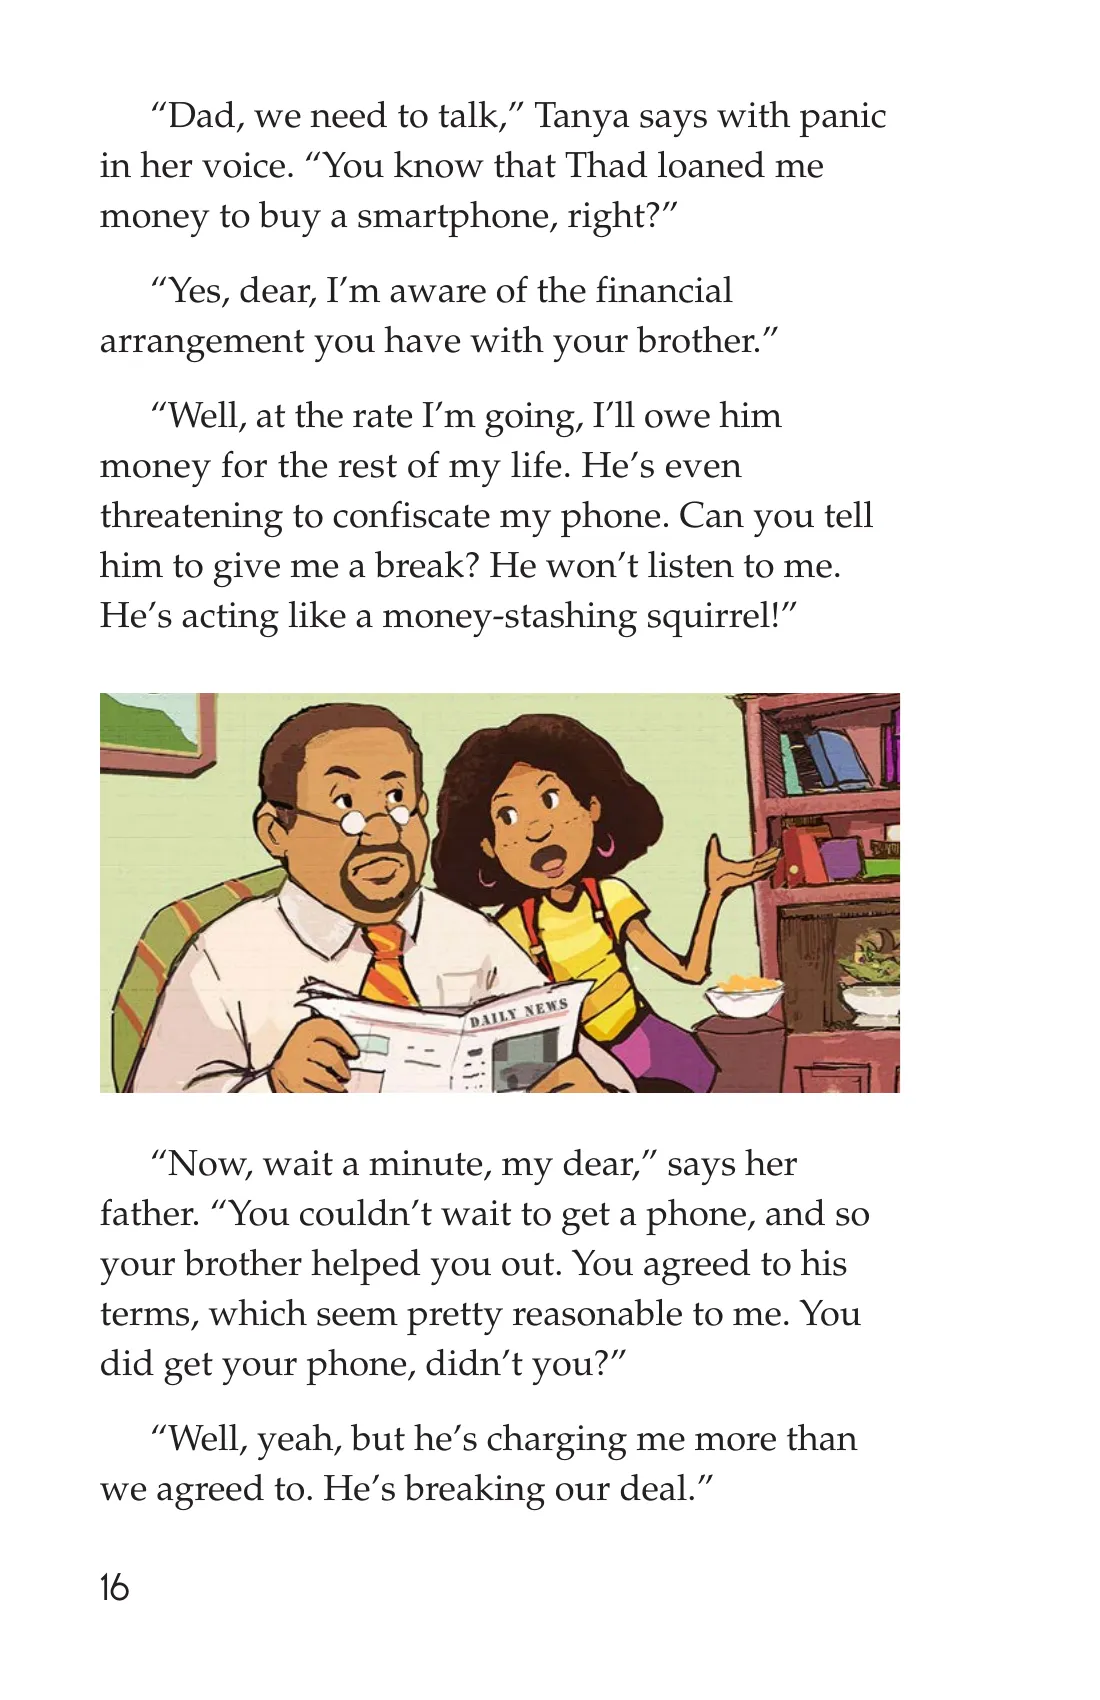 “Dad, we need to talk,” Tanya says with panic
in her voice. “You know that Thad loaned me
money to buy a smartphone, right?”
“Yes, dear, I’m aware of the financial
arrangement you have with your brother.”
“Well, at the rate I’m going, I’ll owe him
money for the rest of my life. He’s even
threatening to confiscate my phone. Can you tell
him to give me a break? He won’t listen to me.
He’s acting like a money-stashing squirrel!”
DAILY NEWS
“Now, wait a minute, my dear,” says her
father. “You couldn’t wait to get a phone, and so
your brother helped you out. You agreed to his
terms, which seem pretty reasonable to me. You
did get your phone, didn’t you?”
“Well, yeah, but he’s charging me more than
we agreed to. He’s breaking our deal.”
16